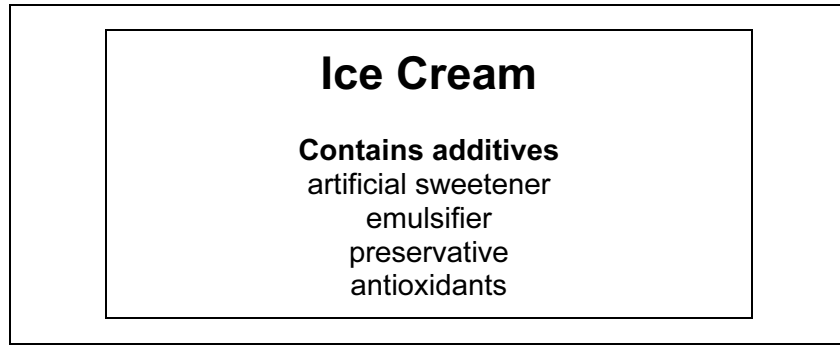 Ice Cream
Contains additives
artificial sweetener
emulsifier
preservative
antioxidants